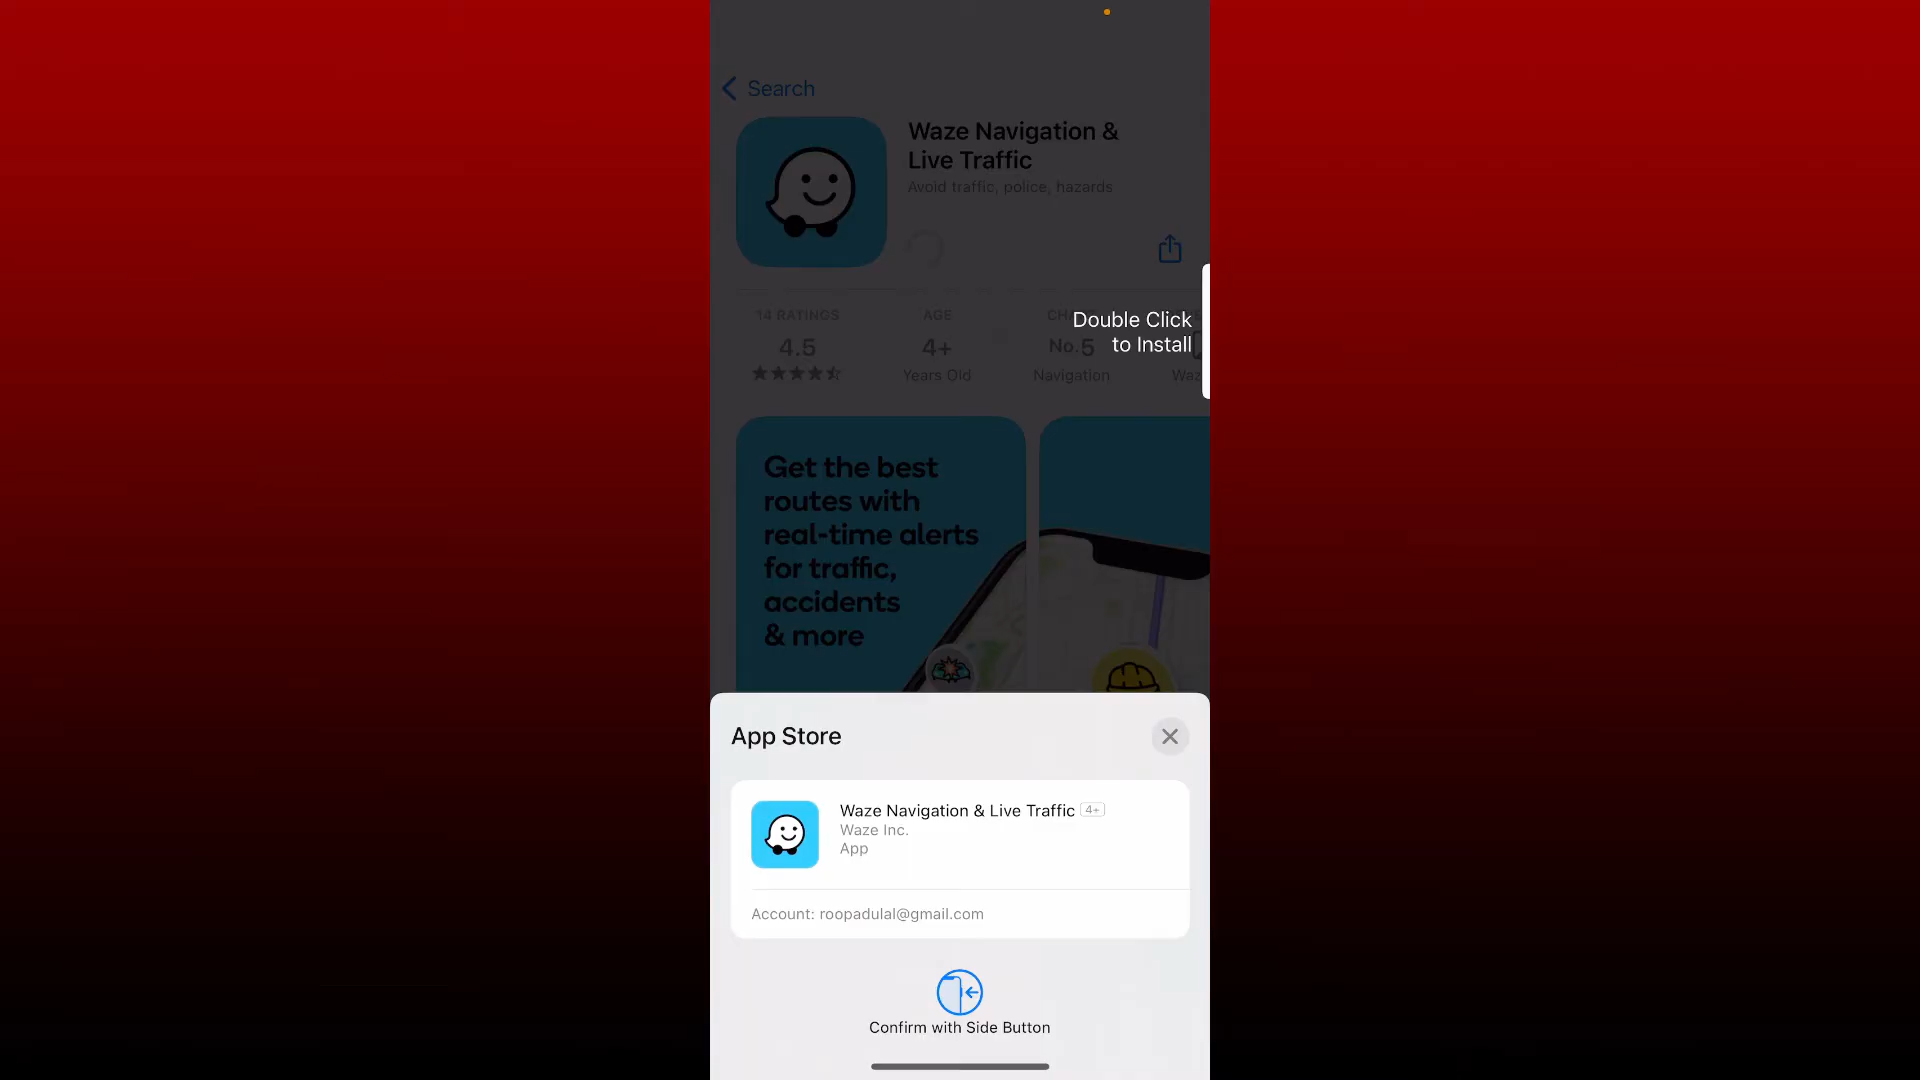 Search
Waze Navigation &
Live Traffic
Avoid traffic, police, hazards
Double Click
to Install
14 RATINGS
AGE
4.5
4+
No.5
Years Old
Navigation
Get the best
routes with
real-time alerts
for traffic,
accidents
& more
App Store
Waze Navigation & Live Traffic 4+
Waze Inc.
App
Account: roopadulal@gmail.com
Confirm with Side Button